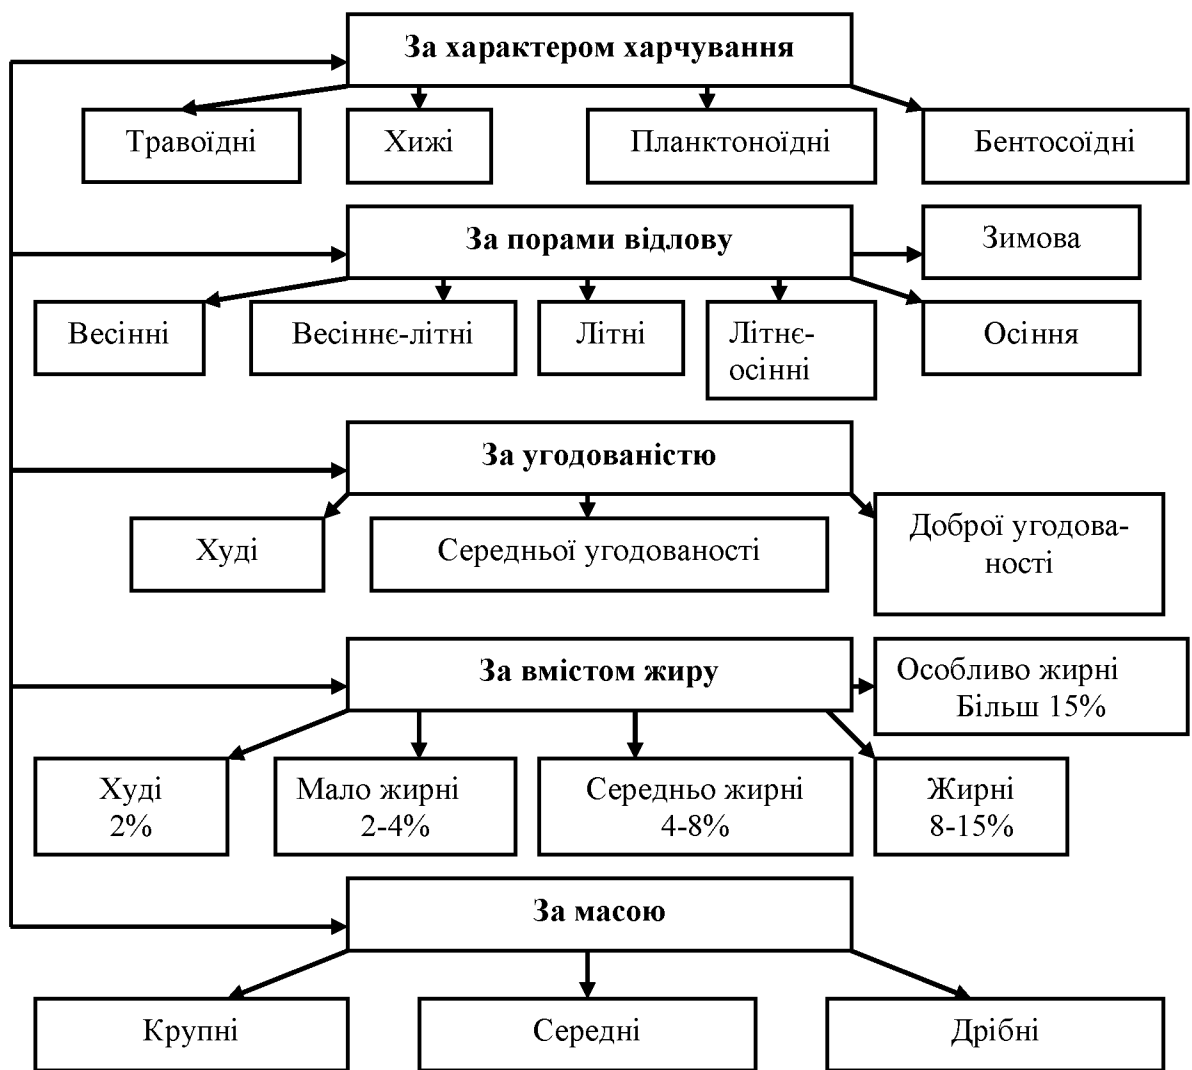 За характером харчування
Травоїдні
Хижі
Планктоноїдні
Бентосоїдні
За порами відлову
Зимова
Весінні
Весіннє-літні
Літні
Літнє-
осінні
Осіння
За угодованістю
Худі
Середньої угодованості
Доброї угодова-
ності
За вмістом жиру
Особливо жирні
Більш 15%
Худі
2%
Мало жирні
2-4%
Середньо жирні
4-8%
Жирні
8-15%
За масою
Крупні
Середні
Дрібні